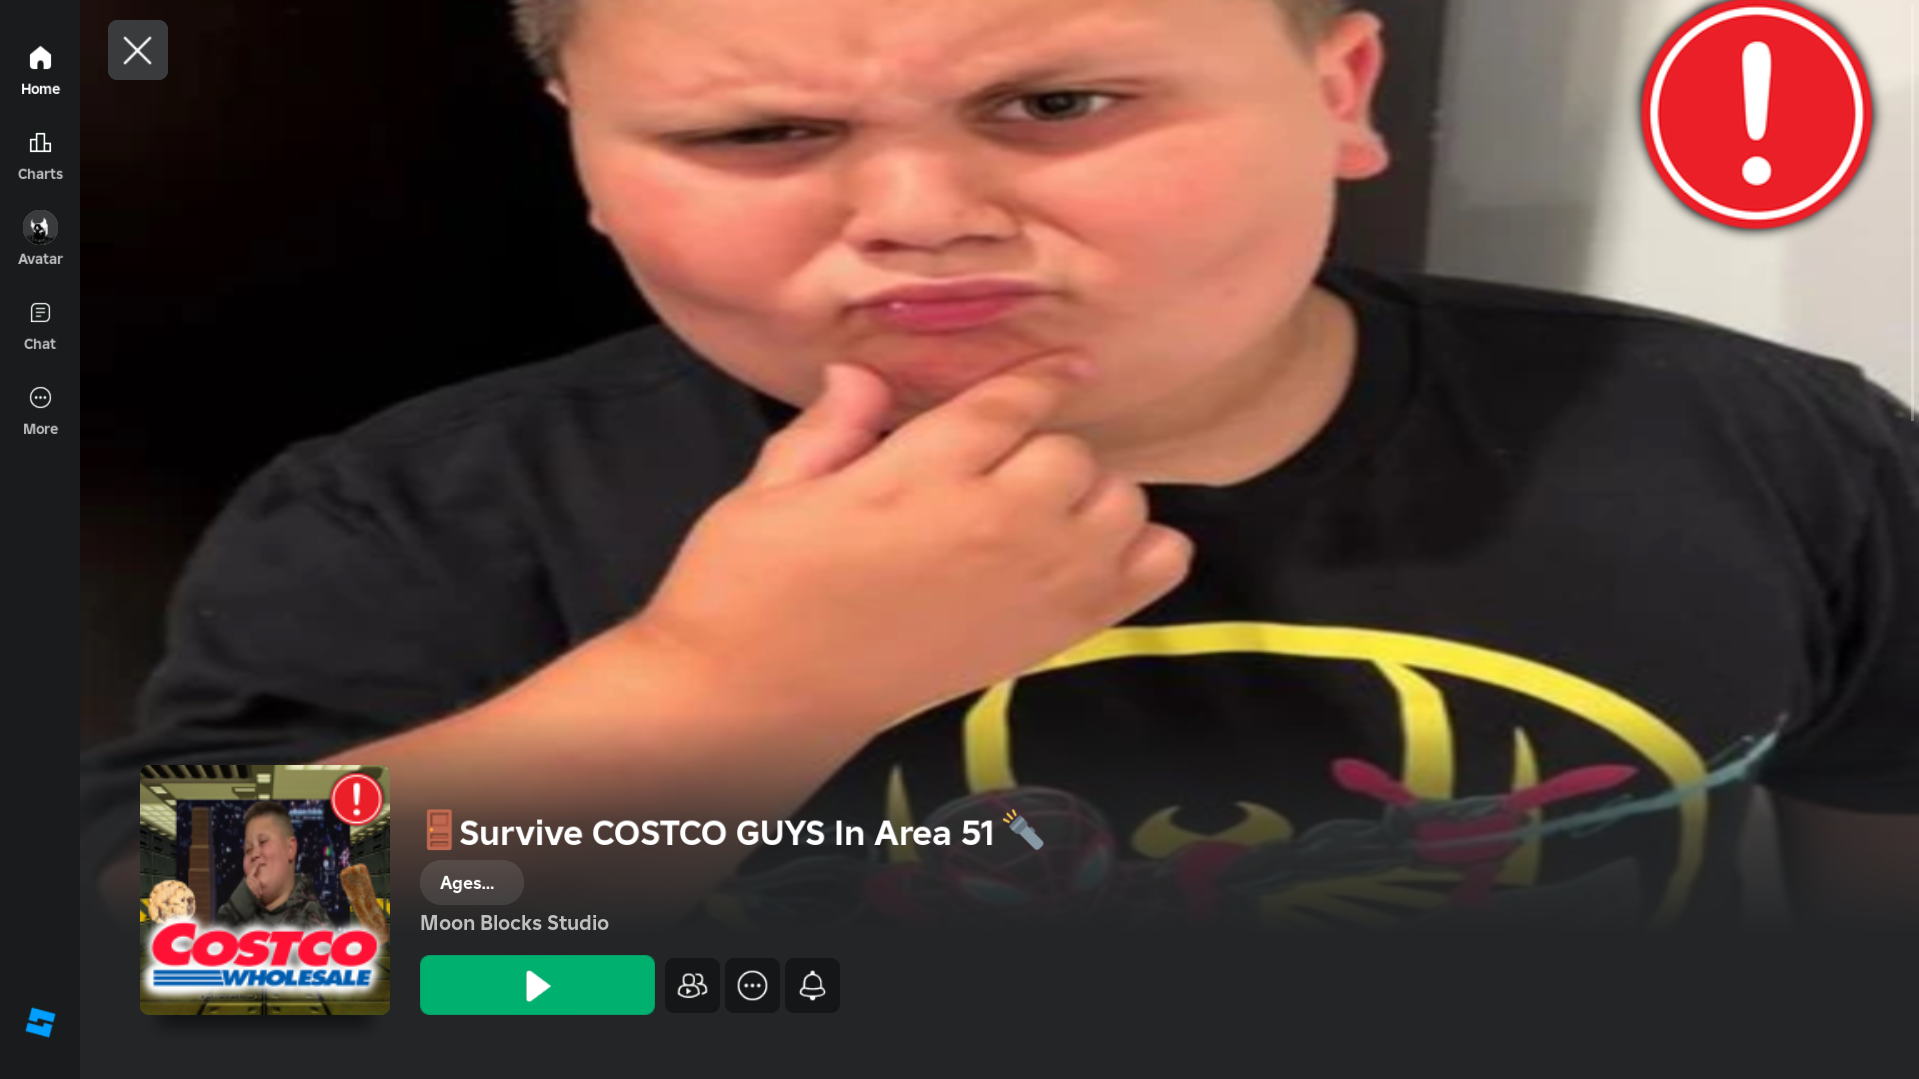 Home
Charts
Avatar
Chat
More
Survive COSTCO GUYS In Area 51
Ages...
Moon Blocks Studio
COSTCO
WHOLESALE